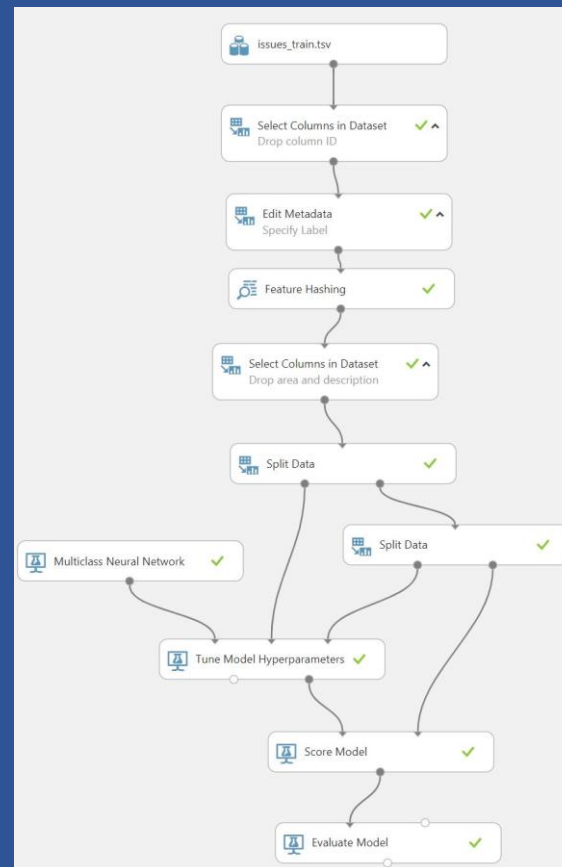 issues_train.tsv
Select Columns in Dataset
Drop column ID
Edit Metadata
Specify Label
Feature Hashing
Select Columns in Dataset
Drop area and description
Split Data
Split Data
Multiclass Neural Network
Tune Model Hyperparameters
Score Model
Evaluate Model